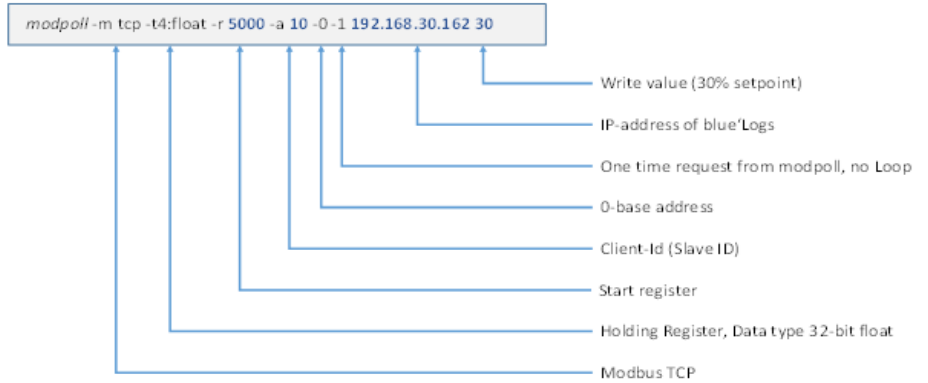 modpoll -m tcp -t4:float -r 5000 -a 10 -0 -1 192.168.30.162 30
Write value (30% setpoint)
IP-address of blue‘Logs
One time request from modpoll, no Loop
0-base address
Client-Id (Slave ID)
Start register
Holding Register, Data type 32-bit float
Modbus TCP